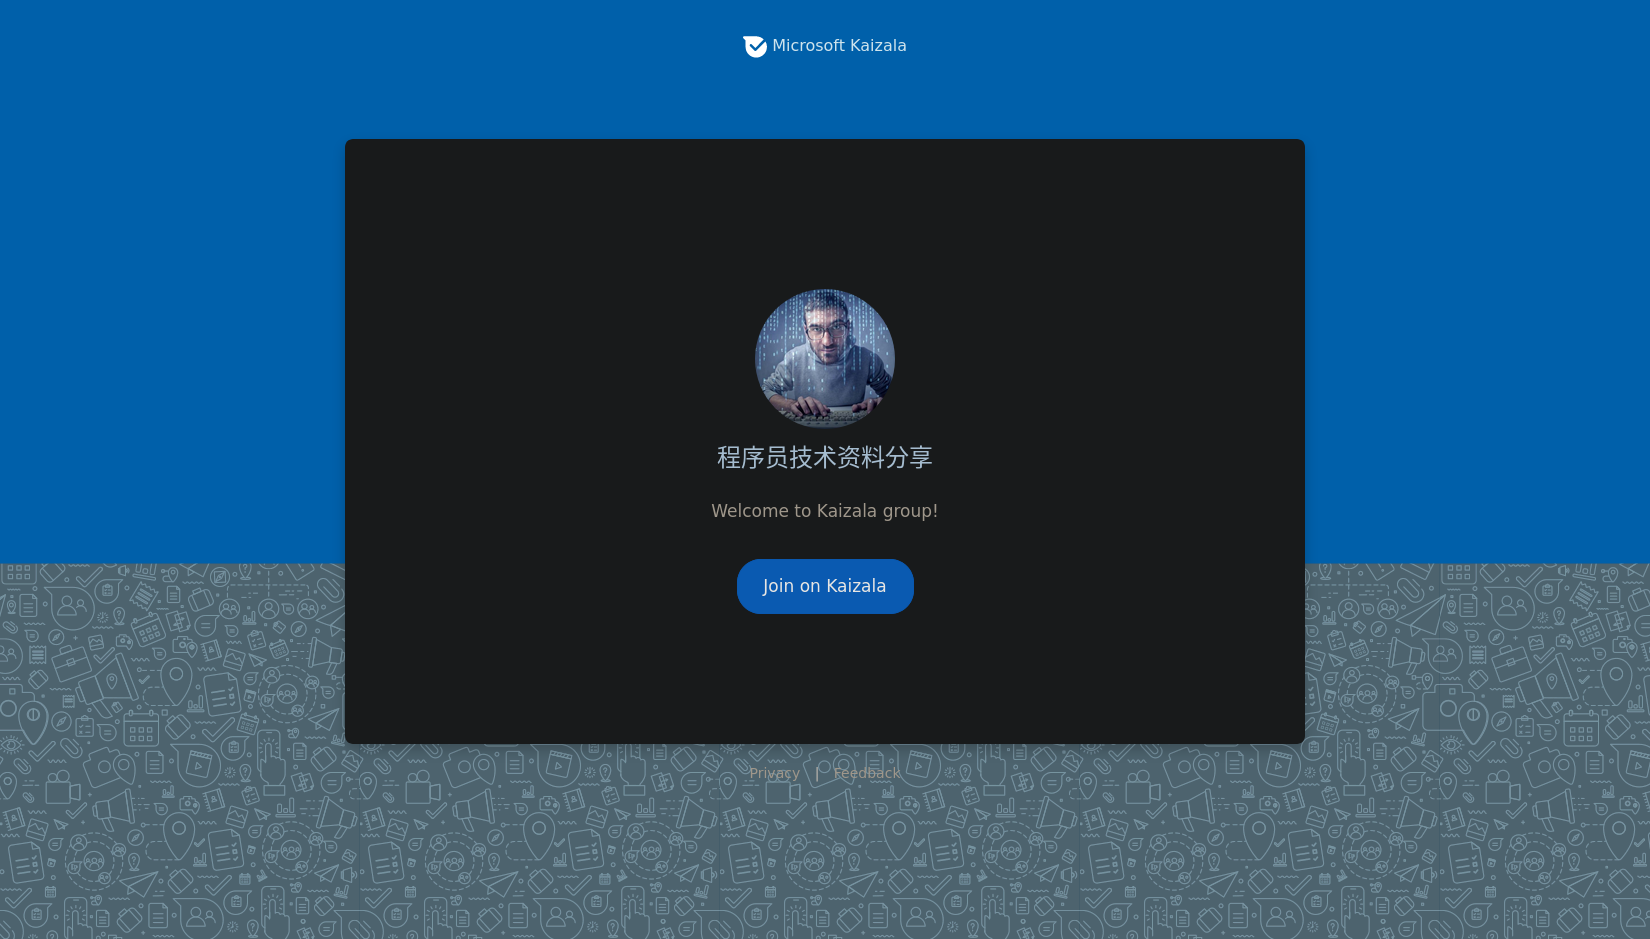 Microsoft Kaizala
程序员技术资料分享
Welcome to Kaizala group!
Join on Kaizala
Privacy | Feedback